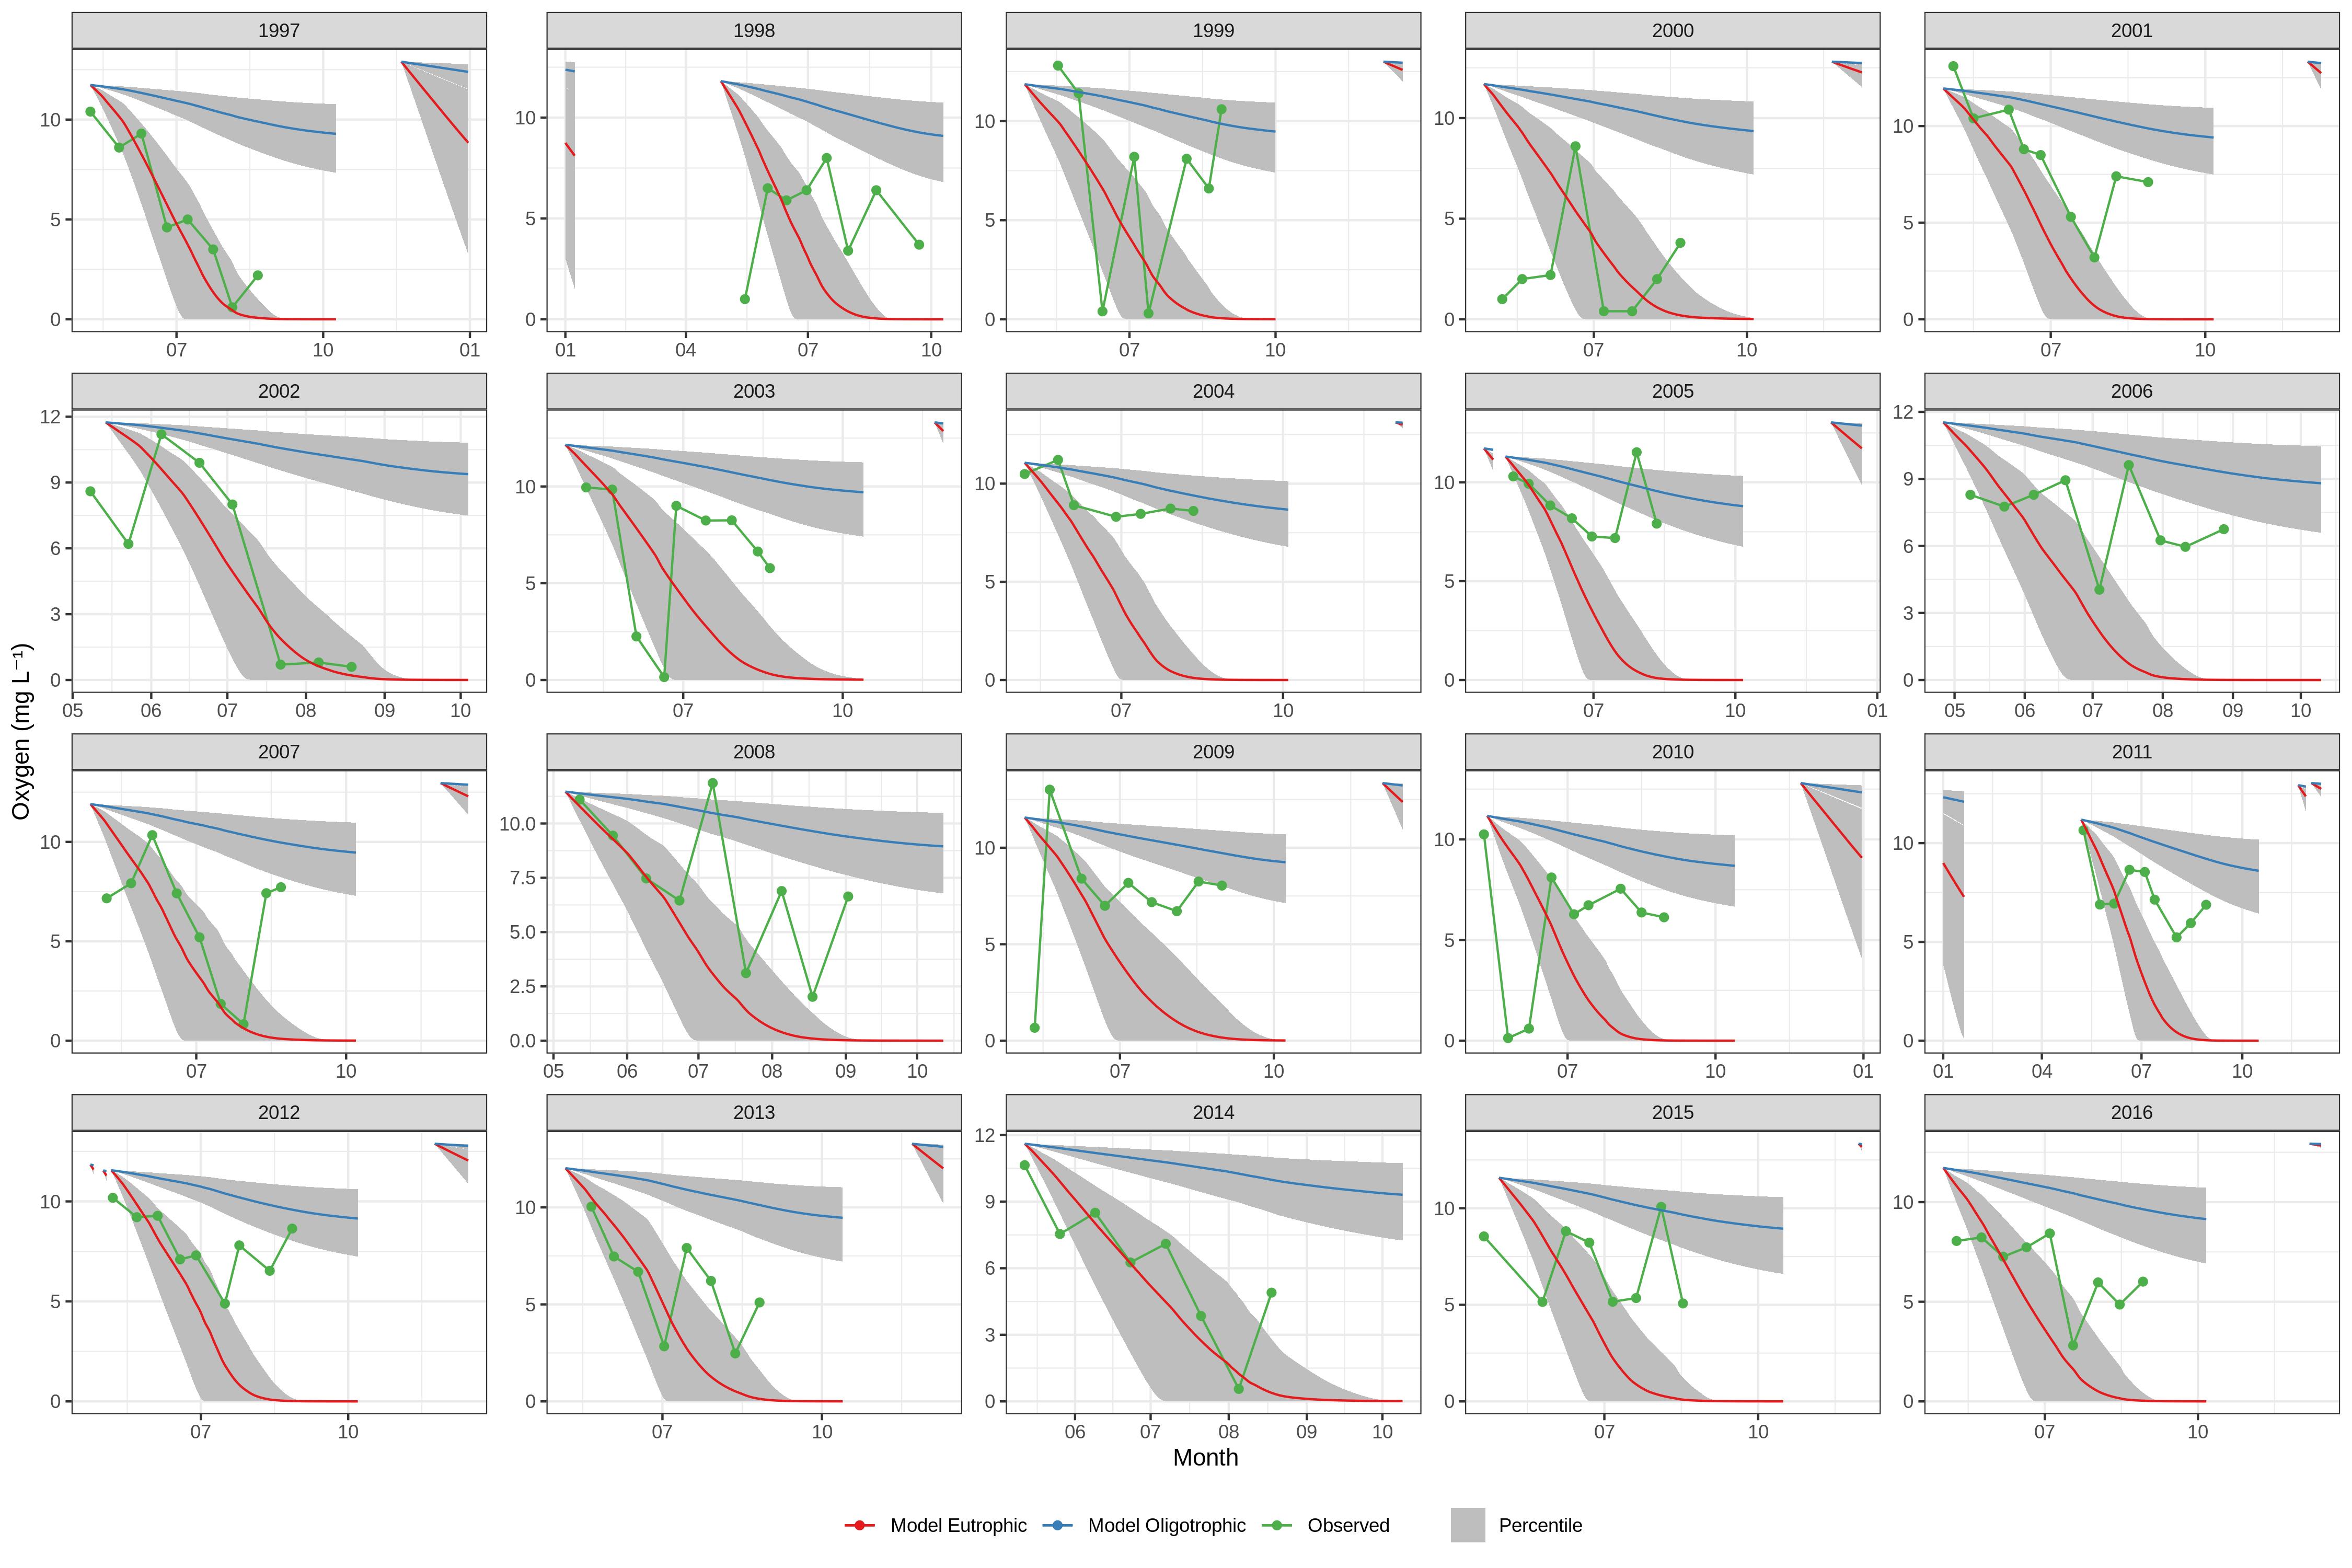 1997 1998 1999 2000 2001
10 10 10 10 10
5 5 5 5 5
0 0 0 0 0
07 10 01 01 04 07 10 07 10 07 10 07 10
2002 2003 2004 2005 2006
12 12
10 10 10
9 9
6 6
5 5 5
3 3
0 0 0 0 0
05 06 07 08 09 10 07 10 07 10 07 10 01 05 06 07 08 09 10
Oxygen (mg L⁻¹)
2007 2008 2009 2010 2011
10 10.0 10 10 10
7.5
5 5.0 5 5 5
2.5
0 0.0 0 0 0
07 10 05 06 07 08 09 10 07 10 07 10 01 01 04 07 10
2012 2013 2014 2015 2016
12
10 10 9 10 10
6
5 5 3 5 5
0 0 0 0 0
07 10 07 10 06 07 08 09 10 07 10 07 10
Month
Model Eutrophic Model Oligotrophic Observed Percentile